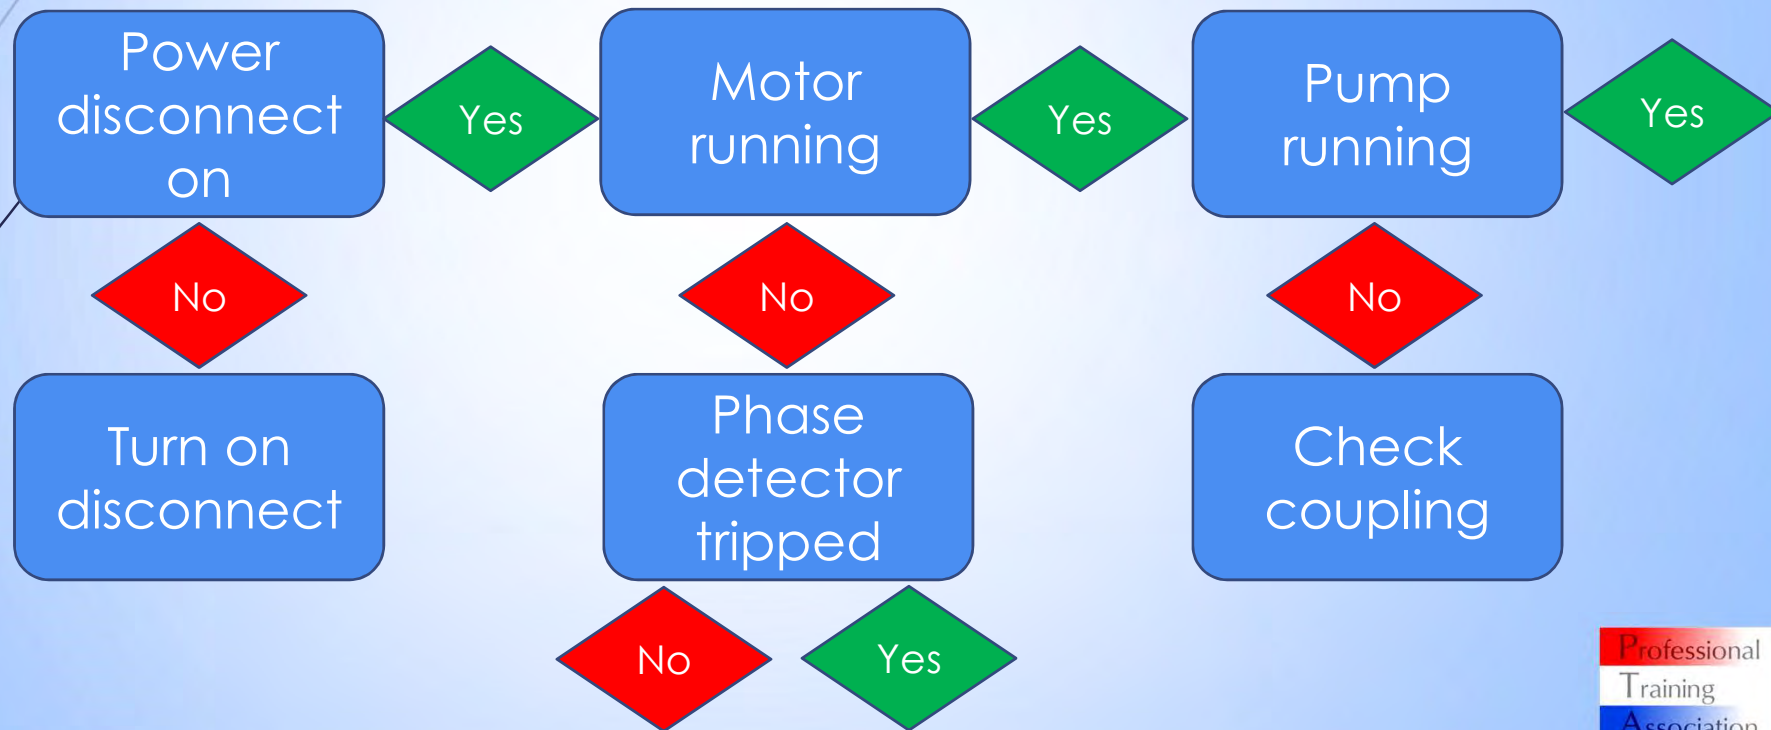 Power
disconnect
on
Yes
Motor
running
Yes
Pump
running
Yes
No
No
No
Turn on
disconnect
Phase
detector
tripped
Check
coupling
No
Yes
Professional
Training
Association